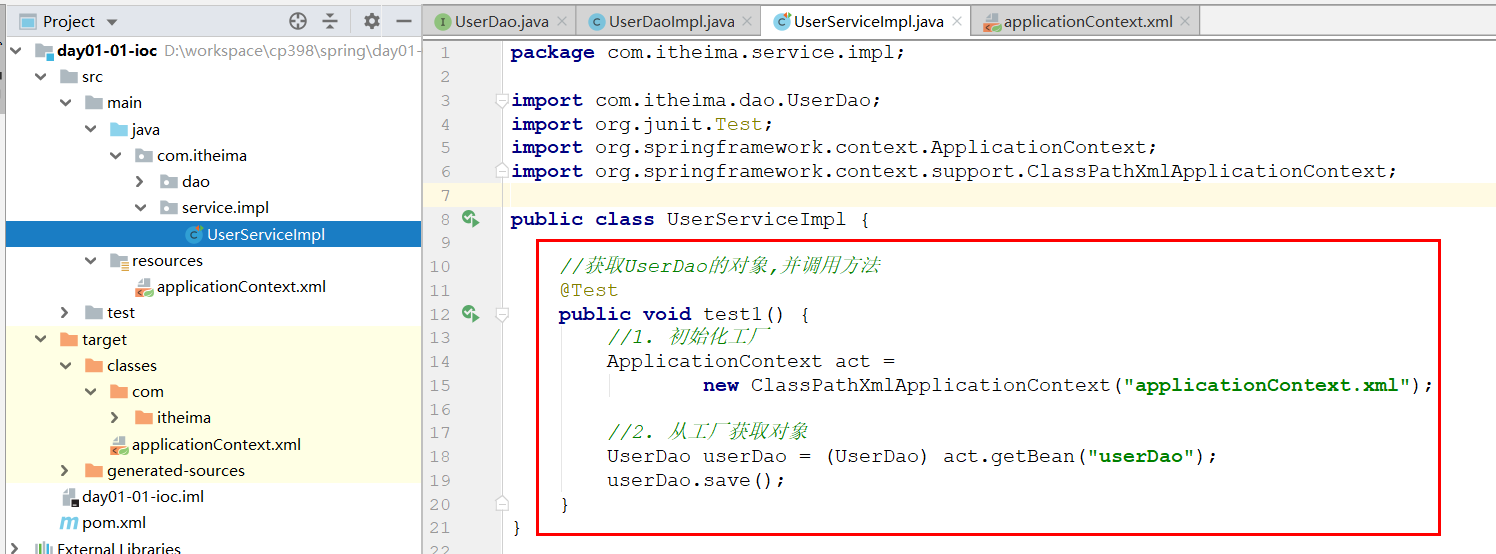 Project
day01-01-ioc D:\workspace\cp398\spring\day01-
src
main
java
com.itheima
dao
service.impl
UserServiceImpl
resources
applicationContext.xml
test
target
classes
com
itheima
applicationContext.xml
generated-sources
day01-01-ioc.iml
pom.xml
External Libraries
UserDao.java UserDaoImpl.java UserServiceImpl.java applicationContext.xml
1 package com.itheima.service.impl;
2
3 import com.itheima.dao.UserDao;
4 import org.junit.Test;
5 import org.springframework.context.ApplicationContext;
6 import org.springframework.context.support.ClassPathXmlApplicationContext;
7
8 public class UserServiceImpl {
9
10 //获取UserDao的对象,并调用方法
11 @Test
12 public void test1() {
13 //1. 初始化工厂
14 ApplicationContext act =
15 new ClassPathXmlApplicationContext("applicationContext.xml");
16
17 //2. 从工厂获取对象
18 UserDao userDao = (UserDao) act.getBean("userDao");
19 userDao.save();
20 }
21 }
22